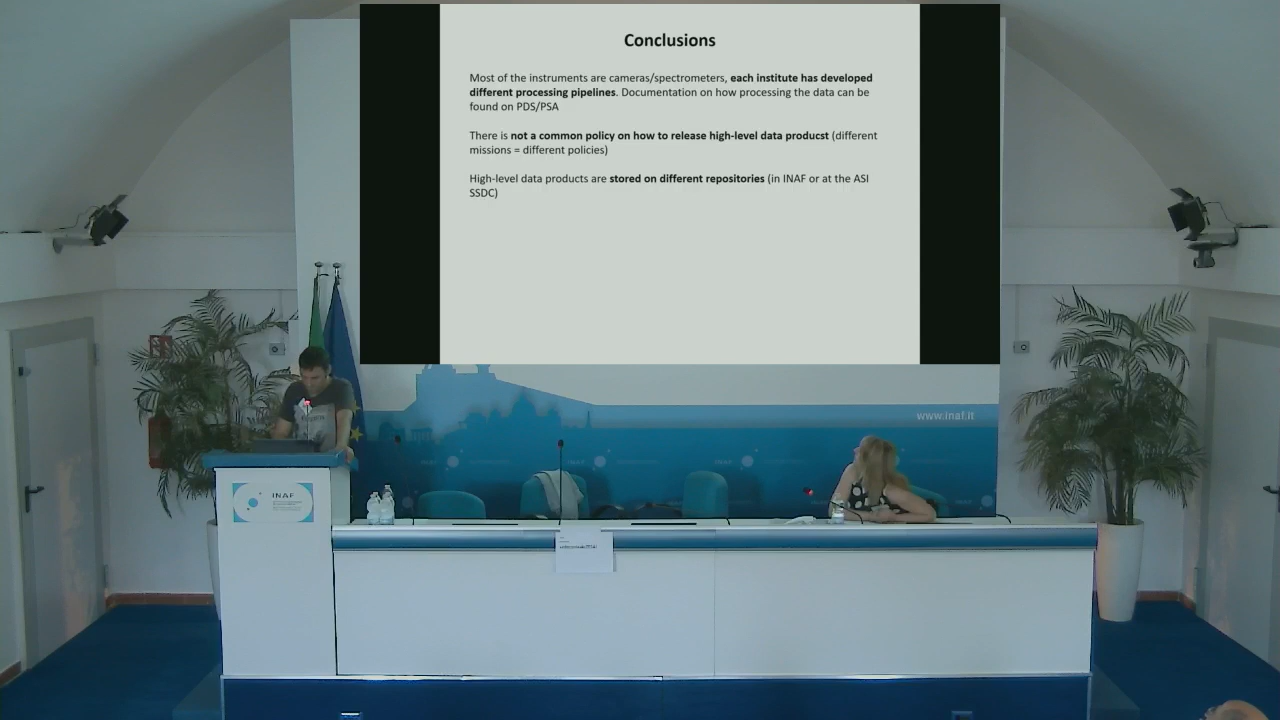 Conclusions
Most of the instruments are cameras/spectrometers, each institute has developed
different processing pipelines. Documentation on how processing the data can be
found on PDS/PSA
There is not a common policy on how to release high-level data producst (different
missions = different policies)
High-level data products are stored on different repositories (in INAF or at the ASI
SSDC)
www.inaf.it
INAF